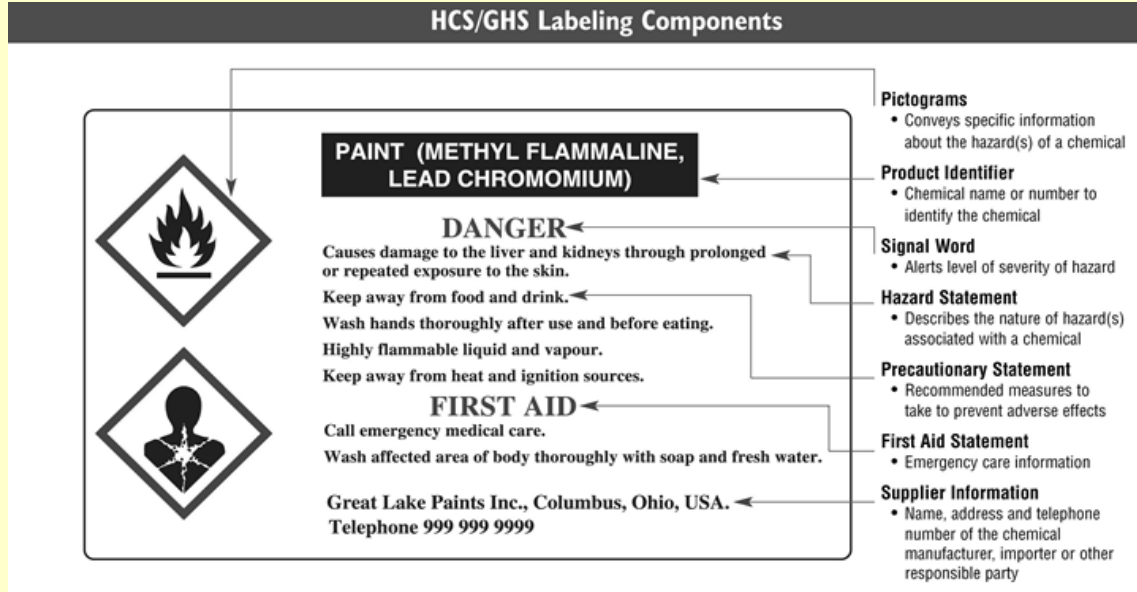 HCS/GHS Labeling Components
PAINT (METHYL FLAMMALINE,
LEAD CHROMOMIUM)
DANGER
Causes damage to the liver and kidneys through prolonged
or repeated exposure to the skin.
Keep away from food and drink.
Wash hands thoroughly after use and before eating.
Highly flammable liquid and vapour.
Keep away from heat and ignition sources.
FIRST AID
Call emergency medical care.
Wash affected area of body thoroughly with soap and fresh water.
Great Lake Paints Inc., Columbus, Ohio, USA.
Telephone 999 999 9999
Pictograms
• Conveys specific information
about the hazard(s) of a chemical
Product Identifier
• Chemical name or number to
identify the chemical
Signal Word
• Alerts level of severity of hazard
Hazard Statement
• Describes the nature of hazard(s)
associated with a chemical
Precautionary Statement
• Recommended measures to
take to prevent adverse effects
First Aid Statement
• Emergency care information
Supplier Information
• Name, address and telephone
number of the chemical
manufacturer, importer or other
responsible party